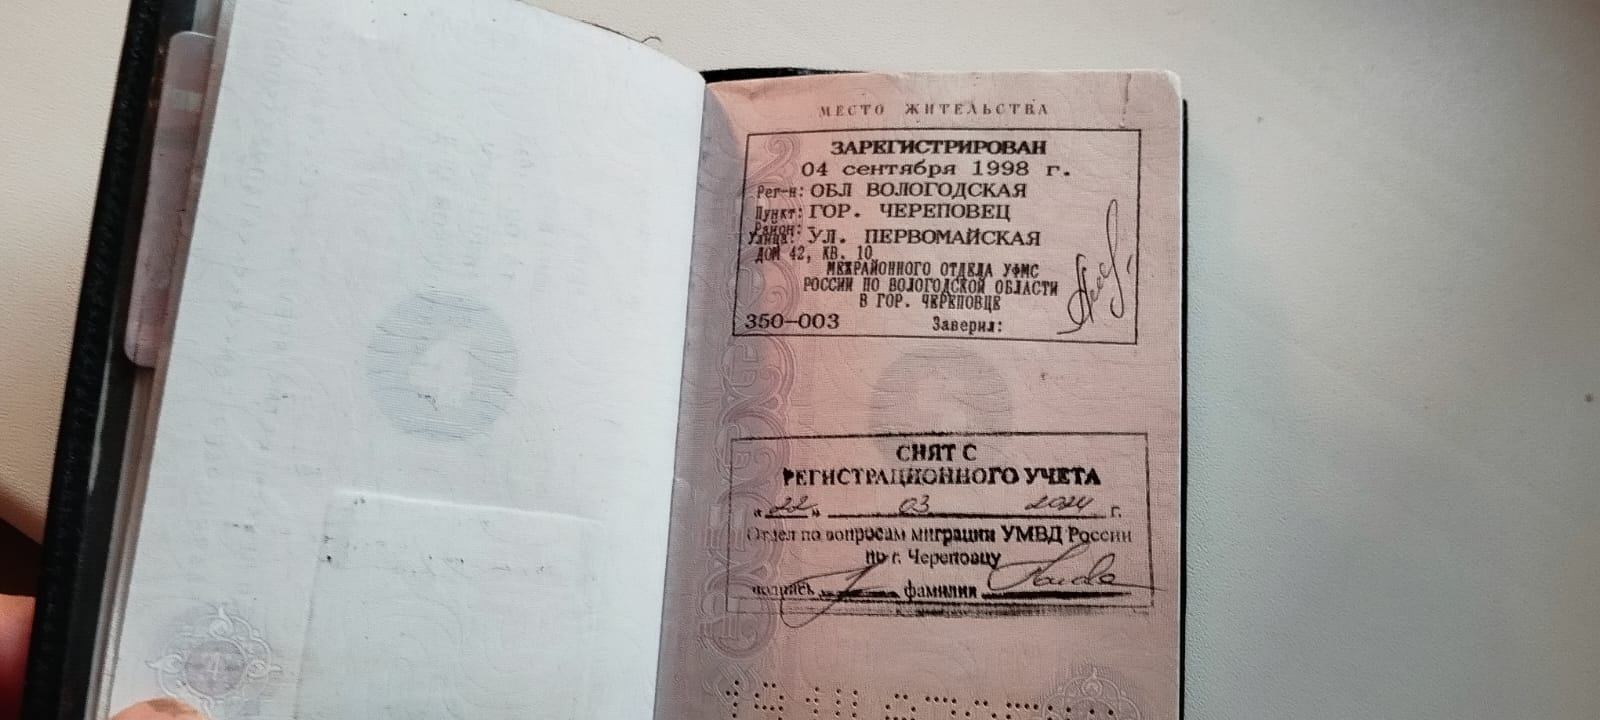 МЕСТО ЖИТЕЛЬСТВА
ЗАРЕГИСТРИРОВАН
04 сентября 1998 г.
Рег-н: ОБЛ ВОЛОГОДСКАЯ
Пункт: ГОР. ЧЕРЕПОВЕЦ
Район:
Улица: УЛ. ПЕРВОМАЙСКАЯ
ДОМ 42, КВ. 10
МЕЖРАЙОННОГО ОТДЕЛА УФМС
РОССИИ ПО ВОЛОГОДСКОЙ ОБЛАСТИ
В ГОР. ЧЕРЕПОВЦЕ
350-003 Заверил:
СНЯТ С
РЕГИСТРАЦИОННОГО УЧЕТА
«22» 03 2024 г.
Отдел по вопросам миграции УМВД России
по г. Череповцу
подпись фамилия
4